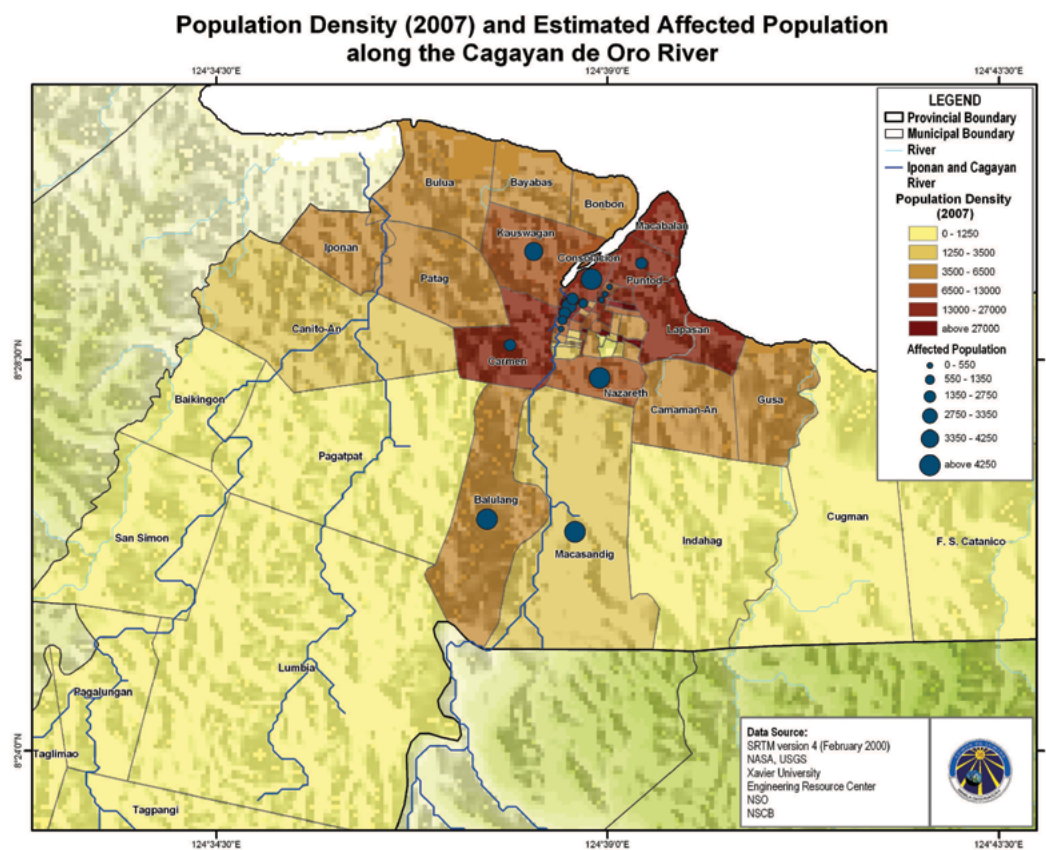 Population Density (2007) and Estimated Affected Population
along the Cagayan de Oro River
124°34'30"E
124°39'0"E
124°43'30"E
LEGEND
Provincial Boundary
Municipal Boundary
River
Iponan and Cagayan
River
Population Density
(2007)
0 - 1250
1250 - 3500
3500 - 6500
6500 - 13000
13000 - 27000
above 27000
Affected Population
0 - 550
550 - 1350
1350 - 2750
2750 - 3350
3350 - 4250
above 4250
Bulua
Bayabas
Bonbon
Macabalan
Kauswagan
Iponan
Consolacion
Patag
Puntod
Canito-An
Lapasan
Carmen
8°28'30"N
Nazareth
Baikingon
Camaman-An
Gusa
Pagatpat
Balulang
Cugman
San Simon
Indahag
F. S. Catanico
Macasandig
Lumbia
Pagalungan
Taglimao
8°24'0"N
Tagpangi
Data Source:
SRTM version 4 (February 2000)
NASA, USGS
Xavier University
Engineering Resource Center
NSO
NSCB
124°34'30"E
124°39'0"E
124°43'30"E